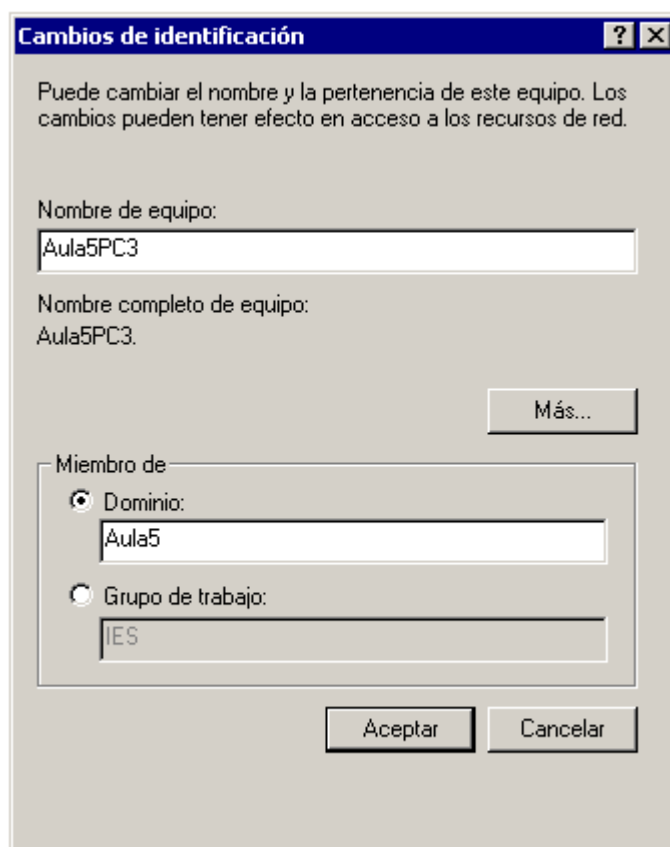 Cambios de identificación
Puede cambiar el nombre y la pertenencia de este equipo. Los
cambios pueden tener efecto en acceso a los recursos de red.
Nombre de equipo:
Aula5PC3
Nombre completo de equipo:
Aula5PC3.
Más...
Miembro de
Dominio:
Aula5
Grupo de trabajo:
IES
Aceptar Cancelar